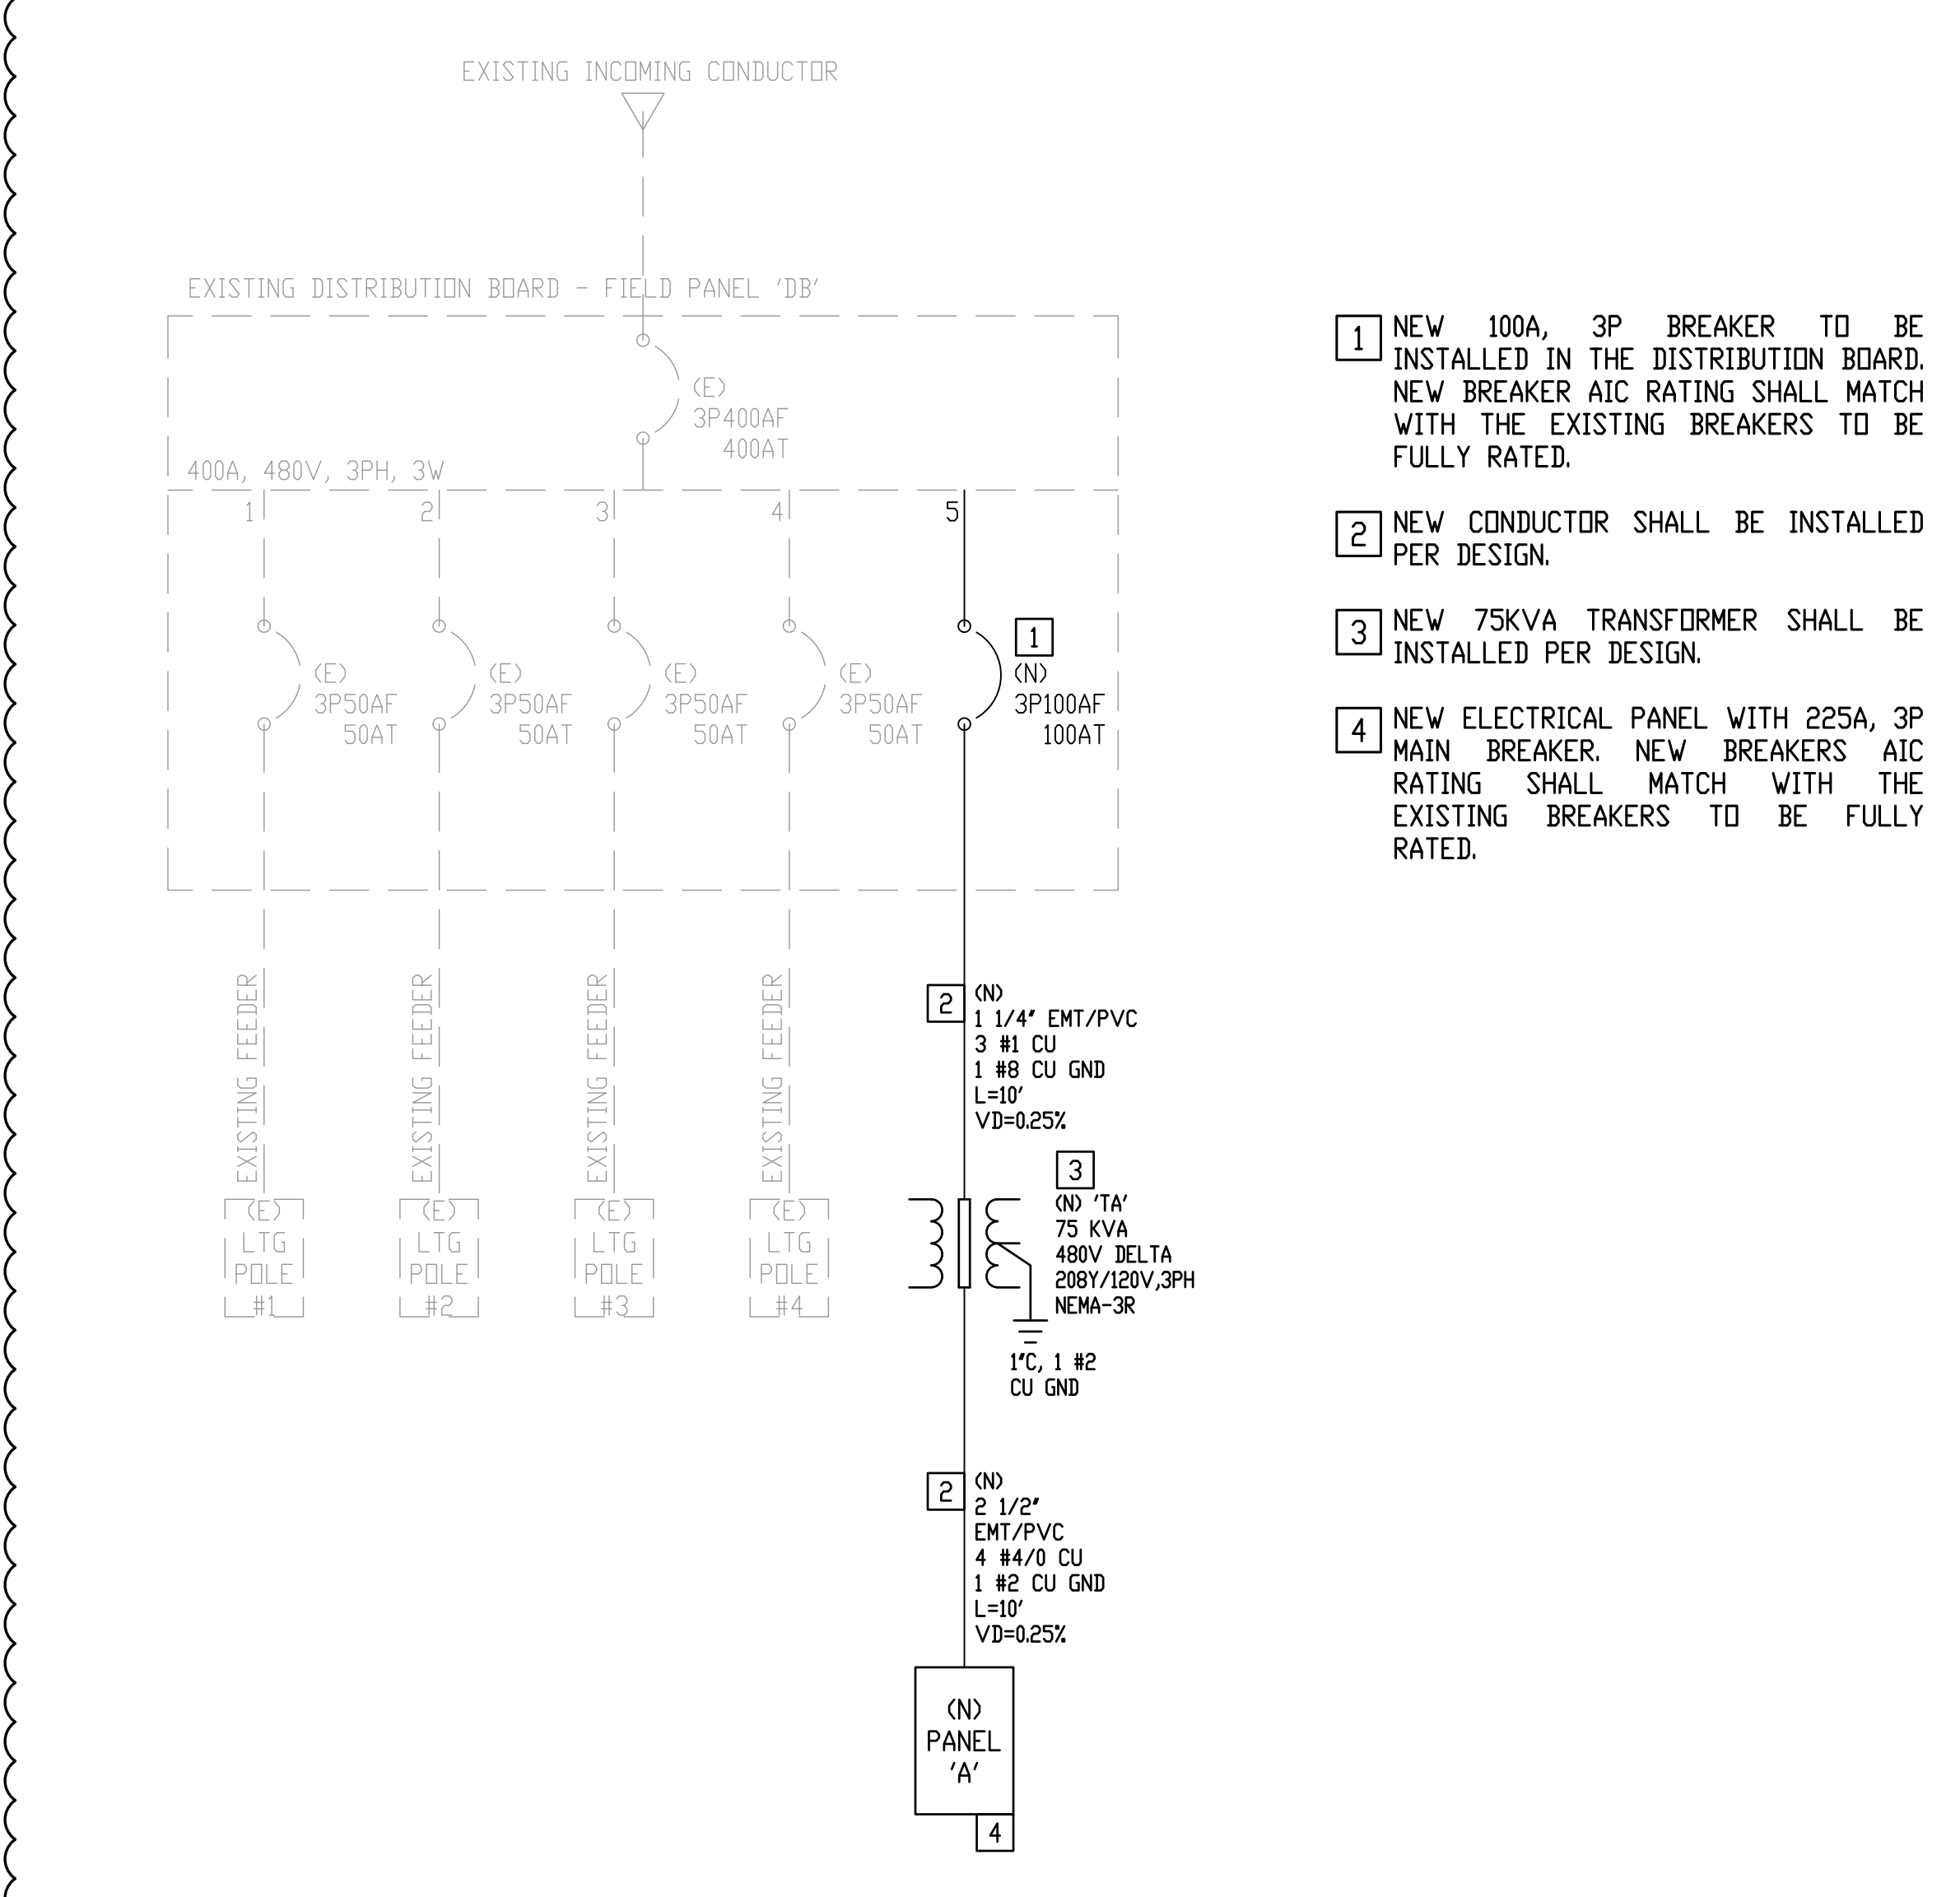 EXISTING INCOMING CONDUCTOR
EXISTING DISTRIBUTION BOARD - FIELD PANEL 'DB'
(E)
3P400AF
400AT
400A, 480V, 3PH, 3W
1
2
3
4
5
(E)
3P50AF
50AT
(E)
3P50AF
50AT
(E)
3P50AF
50AT
(E)
3P50AF
50AT
1
(N)
3P100AF
100AT
EXISTING FEEDER
EXISTING FEEDER
EXISTING FEEDER
EXISTING FEEDER
(E)
LTG
POLE
#1
(E)
LTG
POLE
#2
(E)
LTG
POLE
#3
(E)
LTG
POLE
#4
2
(N)
1 1/4" EMT/PVC
3 #1 CU
1 #8 CU GND
L=10'
VD=0.25%
3
(N) 'TA'
75 KVA
480V DELTA
208Y/120V,3PH
NEMA-3R
1"C, 1 #2
CU GND
2
(N)
2 1/2"
EMT/PVC
4 #4/0 CU
1 #2 CU GND
L=10'
VD=0.25%
(N)
PANEL
'A'
4
1 NEW 100A, 3P BREAKER TO BE
INSTALLED IN THE DISTRIBUTION BOARD.
NEW BREAKER AIC RATING SHALL MATCH
WITH THE EXISTING BREAKERS TO BE
FULLY RATED.
2 NEW CONDUCTOR SHALL BE INSTALLED
PER DESIGN.
3 NEW 75KVA TRANSFORMER SHALL BE
INSTALLED PER DESIGN.
4 NEW ELECTRICAL PANEL WITH 225A, 3P
MAIN BREAKER. NEW BREAKERS AIC
RATING SHALL MATCH WITH THE
EXISTING BREAKERS TO BE FULLY
RATED.